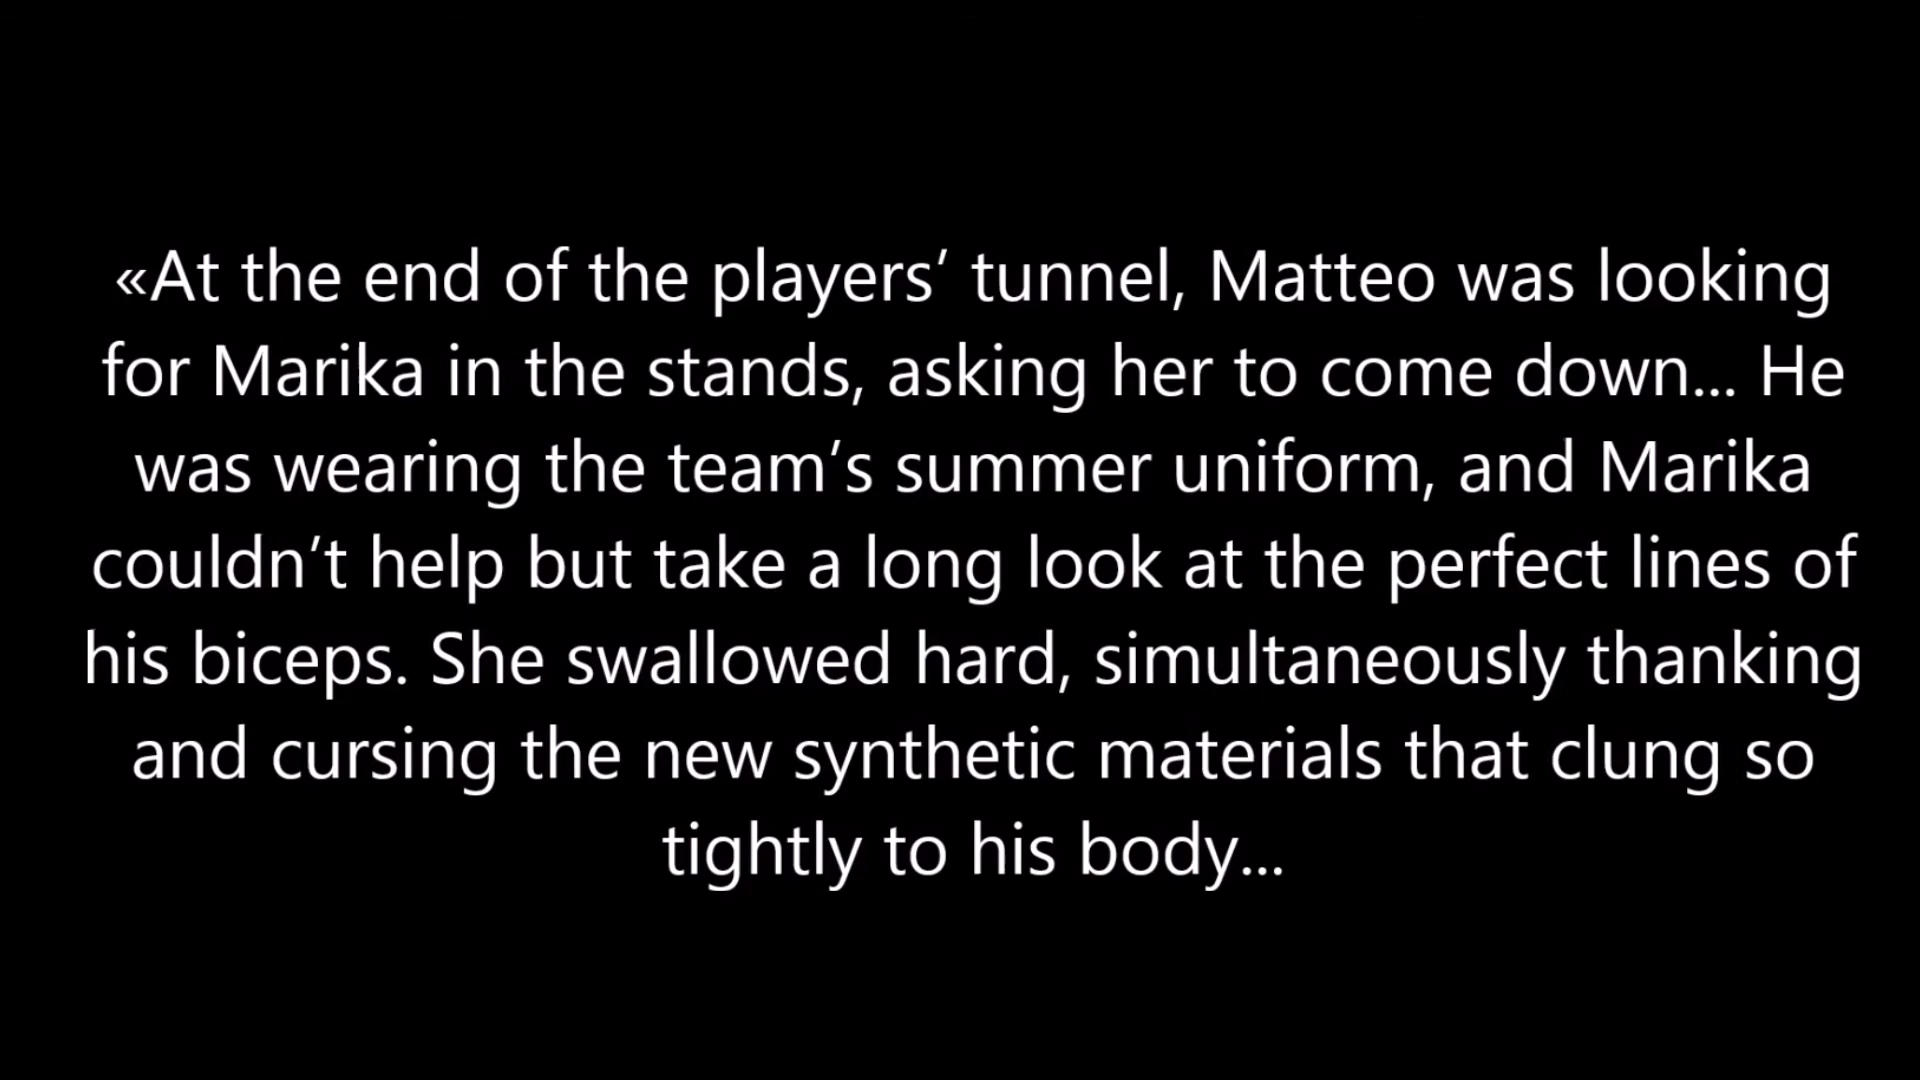 «At the end of the players’ tunnel, Matteo was looking
for Marika in the stands, asking her to come down... He
was wearing the team’s summer uniform, and Marika
couldn’t help but take a long look at the perfect lines of
his biceps. She swallowed hard, simultaneously thanking
and cursing the new synthetic materials that clung so
tightly to his body...